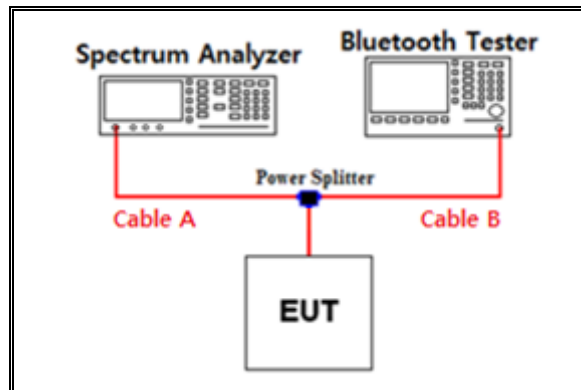 Spectrum Analyzer
Bluetooth Tester
Power Splitter
Cable A
Cable B
EUT